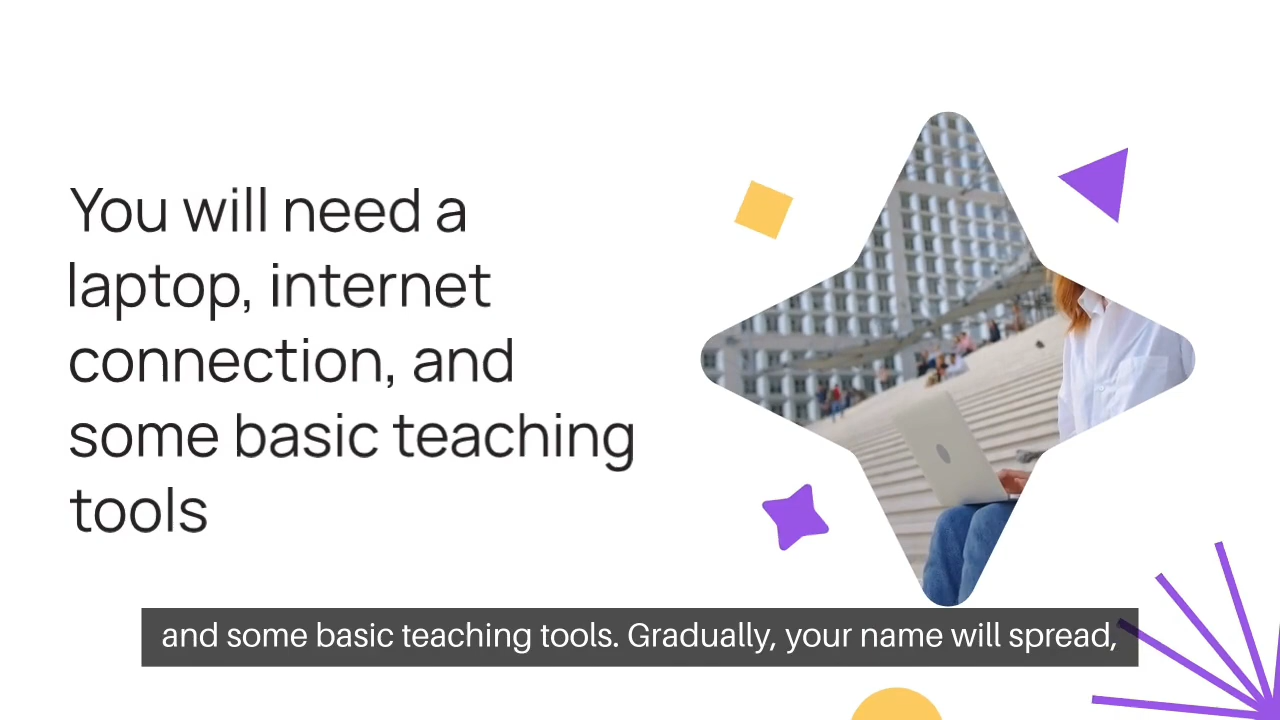 You will need a
laptop, internet
connection, and
some basic teaching
tools
and some basic teaching tools. Gradually, your name will spread,